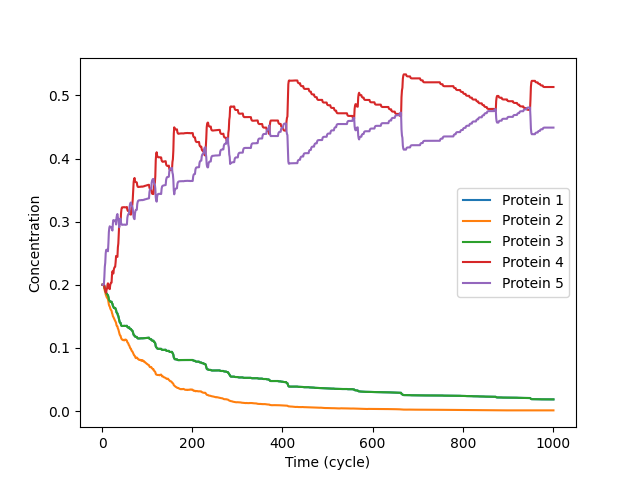 0.5
0.4
0.3
0.2
0.1
0.0
Concentration
Protein 1
Protein 2
Protein 3
Protein 4
Protein 5
0
200
400
600
800
1000
Time (cycle)